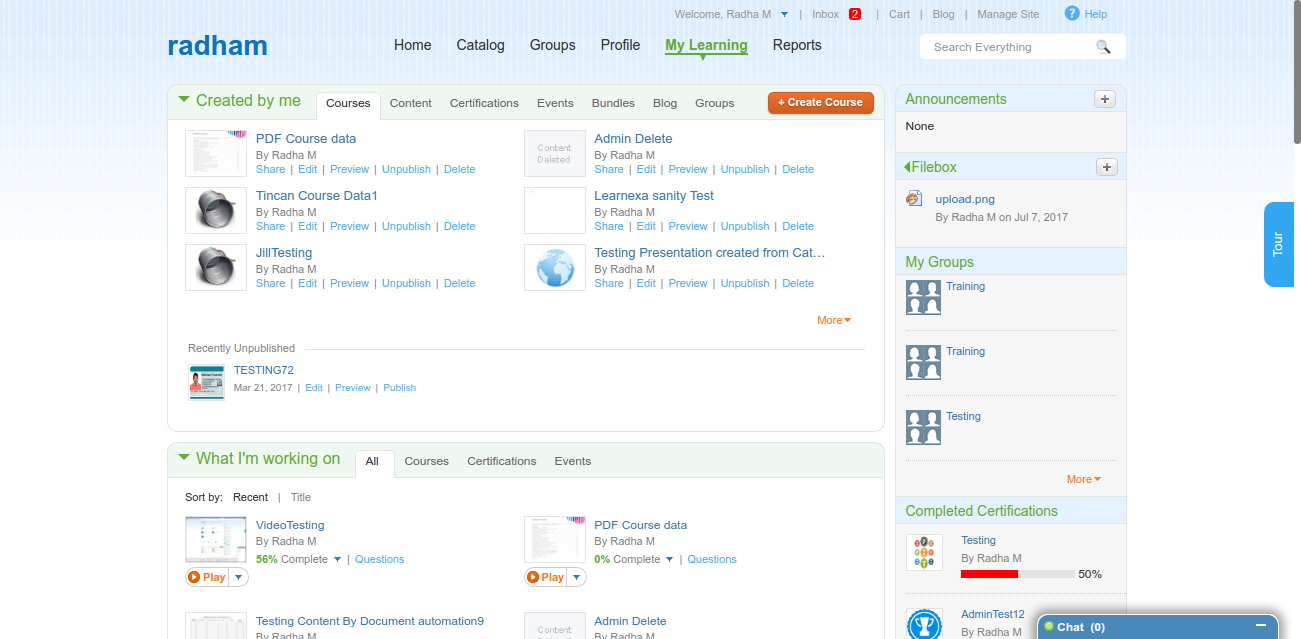 Welcome, Radha M | Inbox 2 | Cart | Blog | Manage Site ? Help
radham
Home Catalog Groups Profile My Learning Reports
Search Everything
Created by me Courses Content Certifications Events Bundles Blog Groups + Create Course
PDF Course data
By Radha M
Share | Edit | Preview | Unpublish | Delete
Content Deleted
Admin Delete
By Radha M
Share | Edit | Preview | Unpublish | Delete
Tincan Course Data1
By Radha M
Share | Edit | Preview | Unpublish | Delete
Learnexa sanity Test
By Radha M
Share | Edit | Preview | Unpublish | Delete
JillTesting
By Radha M
Share | Edit | Preview | Unpublish | Delete
Testing Presentation created from Cat…
By Radha M
Share | Edit | Preview | Unpublish | Delete
More
Recently Unpublished
TESTING72
Mar 21, 2017 | Edit | Preview | Publish
What I'm working on All Courses Certifications Events
Sort by: Recent | Title
VideoTesting
By Radha M
56% Complete | Questions
Play
PDF Course data
By Radha M
0% Complete | Questions
Play
Testing Content By Document automation9
By Radha M
Content
Admin Delete
By Radha M
Announcements +
None
Filebox +
upload.png
By Radha M on Jul 7, 2017
My Groups
Training
Training
Testing
More
Completed Certifications
Testing
By Radha M
50%
AdminTest12
By Radha M
Tour
Chat (0)